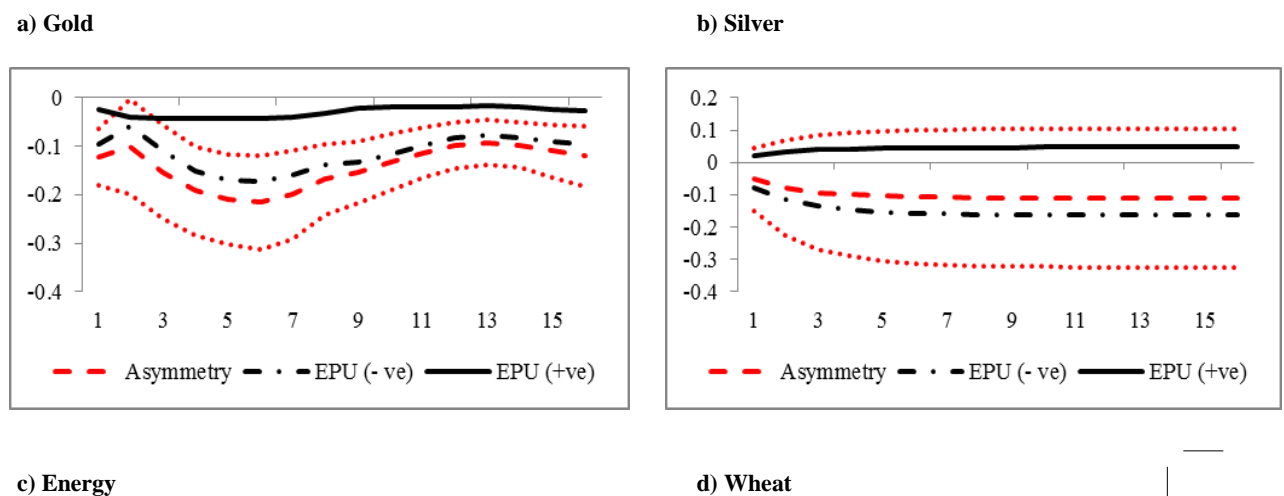 a) Gold
b) Silver
0
-0.1
-0.2
-0.3
-0.4
1 3 5 7 9 11 13 15
Asymmetry EPU (- ve) EPU (+ve)
0.2
0.1
0
-0.1
-0.2
-0.3
-0.4
1 3 5 7 9 11 13 15
Asymmetry EPU (- ve) EPU (+ve)
c) Energy
d) Wheat